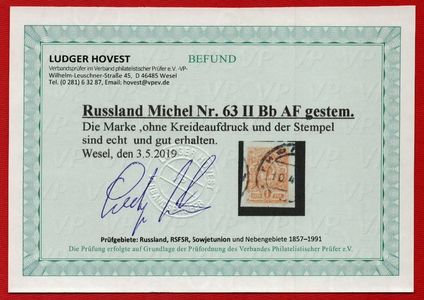 LUDGER HOVEST
BEFUND
Verbandsprüfer im Verband philatelistischer Prüfer e.V. -VP-
Wilhelm-Leuschner-Straße 45, D 46485 Wesel
Tel. (0 281) 6 32 87, Email: hovest@vpev.de
Russland Michel Nr. 63 II Bb AF gestem.
Die Marke ,ohne Kreideaufdruck und der Stempel
sind echt und gut erhalten.
Wesel, 3.5.2019
Prüfgebiete: Russland, RSFSR, Sowjetunion und Nebengebiete 1857–1991
Die Prüfung erfolgte auf Grundlage der Prüfordnung des Verbandes Philatelistischer Prüfer e.V.